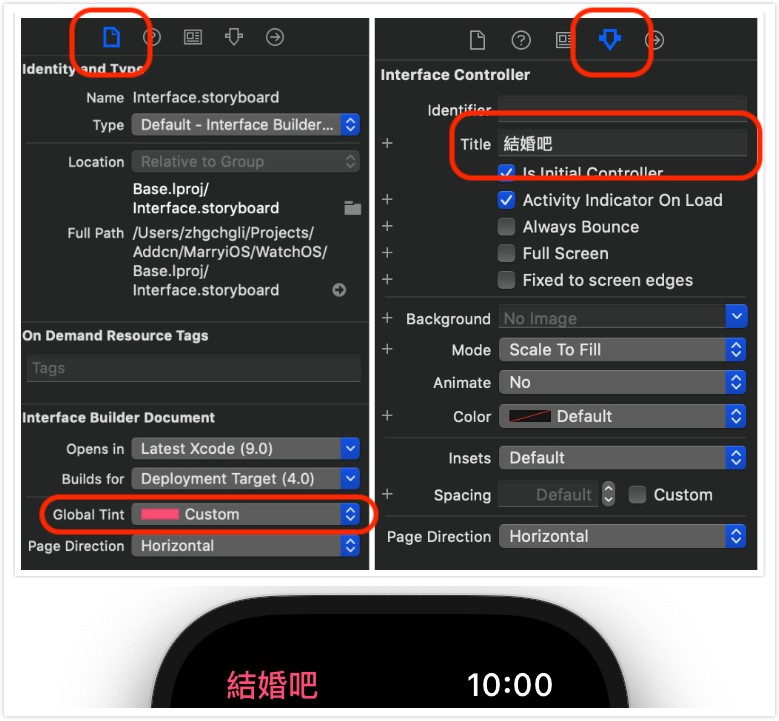 Identity and Type
Name Interface.storyboard
Type Default - Interface Builder...
Location Relative to Group
Base.lproj/
Interface.storyboard
Full Path /Users/zhgchgli/Projects/
Addcn/MarryiOS/WatchOS/
Base.lproj/
Interface.storyboard
On Demand Resource Tags
Tags
Interface Builder Document
Opens in Latest Xcode (9.0)
Builds for Deployment Target (4.0)
Global Tint Custom
Page Direction Horizontal
Interface Controller
Identifier
+ Title 結婚吧
Is Initial Controller
+ Activity Indicator On Load
+ Always Bounce
+ Full Screen
+ Fixed to screen edges
+ Background No Image
+ Mode Scale To Fill
Animate No
+ Color Default
Insets Default
+ Spacing Default Custom
Page Direction Horizontal
結婚吧 10:00